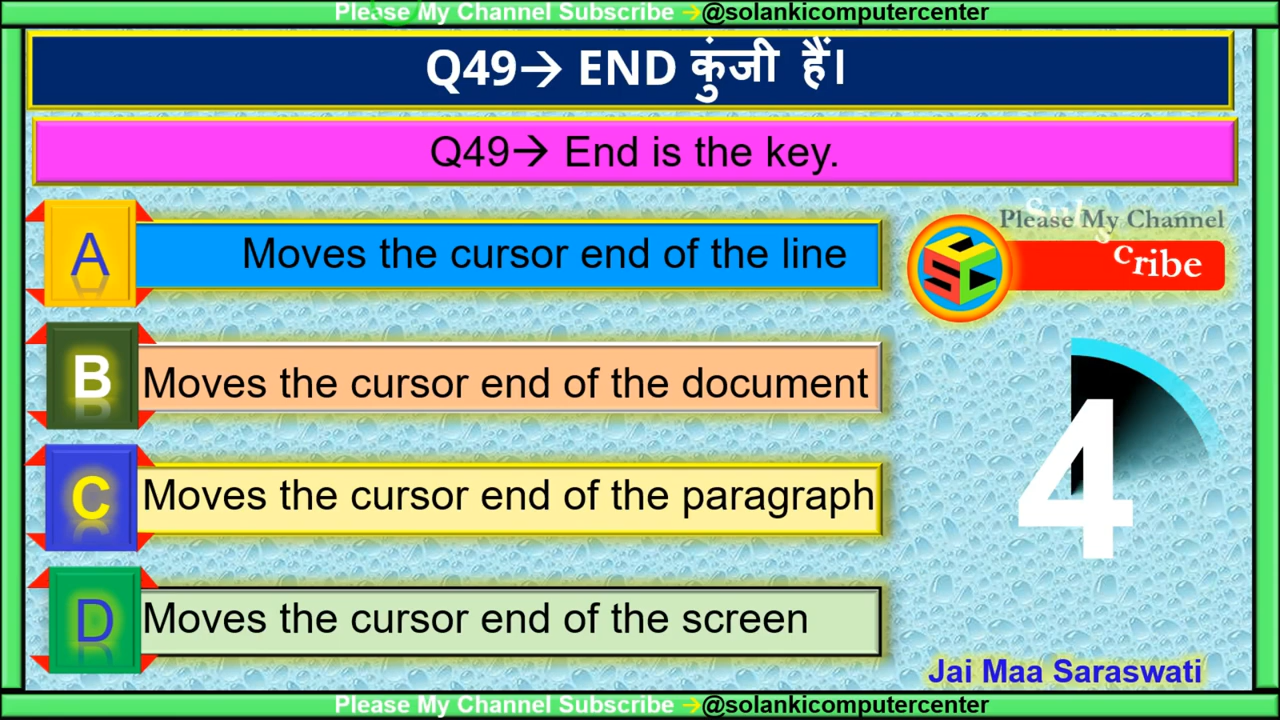 Please My Channel Subscribe → @solankicomputercenter
Q49→ END कुंजी हैं।
Q49→ End is the key.
A Moves the cursor end of the line
Please My Channel
Subscribe
SCC
B Moves the cursor end of the document
C Moves the cursor end of the paragraph
4
D Moves the cursor end of the screen
Jai Maa Saraswati
Please My Channel Subscribe → @solankicomputercenter